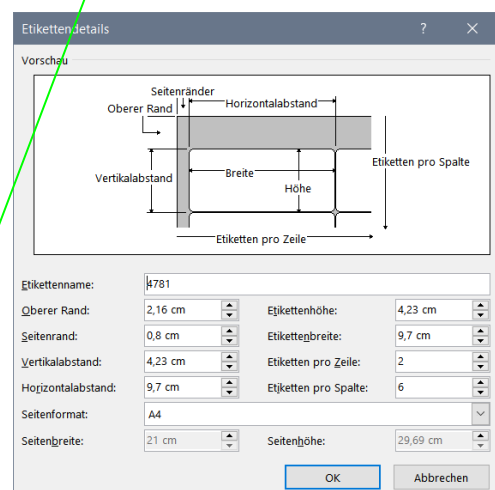 Etikettendetails ? ×
Vorschau
Seitenränder
Oberer Rand Horizontalabstand
Etiketten pro Spalte
Vertikalabstand Breite
Höhe
Etiketten pro Zeile
Etikettenname: 4781
Oberer Rand: 2,16 cm Etikettenhöhe: 4,23 cm
Seitenrand: 0,8 cm Etikettenbreite: 9,7 cm
Vertikalabstand: 4,23 cm Etiketten pro Zeile: 2
Horizontalabstand: 9,7 cm Etiketten pro Spalte: 6
Seitenformat: A4
Seitenbreite: 21 cm Seitenhöhe: 29,69 cm
OK Abbrechen